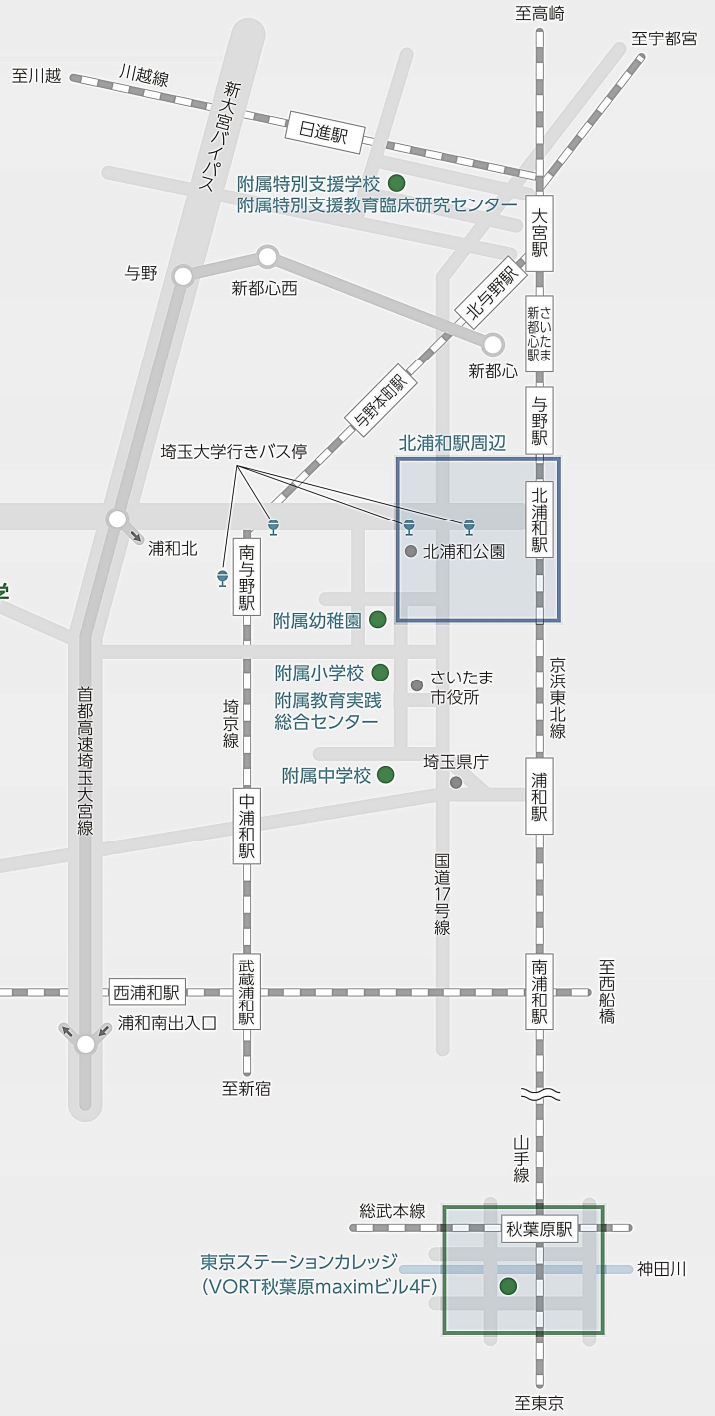 至高崎
至宇都宮
至川越
川越線
新大宮バイパス
日進駅
附属特別支援学校
附属特別支援教育臨床研究センター
大宮駅
与野
新都心西
北与野駅
さいたま
新都心駅
新都心
与野本町駅
与野駅
北浦和駅周辺
埼玉大学行きバス停
北浦和駅
浦和北
南与野駅
北浦和公園
学
附属幼稚園
附属小学校
附属教育実践
総合センター
さいたま
市役所
京浜東北線
首都高速埼玉大宮線
埼京線
附属中学校
埼玉県庁
浦和駅
中浦和駅
国道17号線
西浦和駅
武蔵浦和駅
南浦和駅
至西船橋
浦和南出入口
至新宿
山手線
総武本線
秋葉原駅
東京ステーションカレッジ
(VORT秋葉原maximビル4F)
神田川
至東京